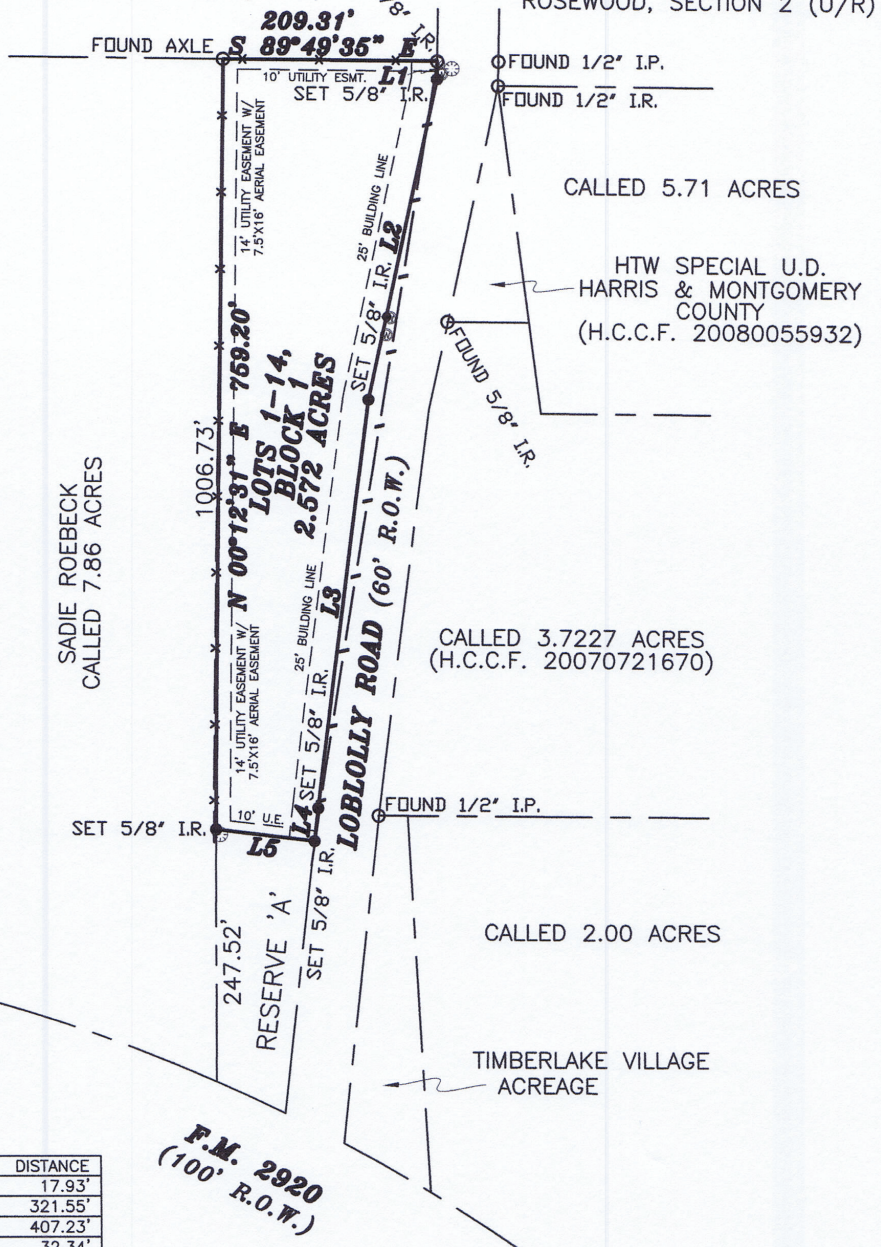 ROSEWOOD, SECTION 2 (U/R)
209.31'
S 89°49'35" E
5/8" I.R.
FOUND AXLE
10' UTILITY ESMT.
L1
SET 5/8" I.R.
FOUND 1/2" I.P.
FOUND 1/2" I.R.
14' UTILITY EASEMENT W/
7.5'X16' AERIAL EASEMENT
25' BUILDING LINE
L2
SET 5/8" I.R.
CALLED 5.71 ACRES
HTW SPECIAL U.D.
HARRIS & MONTGOMERY
COUNTY
(H.C.C.F. 20080055932)
FOUND 5/8" I.R.
SADIE ROEBECK
CALLED 7.86 ACRES
1006.73'
N 00°12'31" E 759.20'
LOTS 1-14,
BLOCK 1
2.572 ACRES
25' BUILDING LINE
L3
LOBLOLLY ROAD (60' R.O.W.)
CALLED 3.7227 ACRES
(H.C.C.F. 20070721670)
14' UTILITY EASEMENT W/
7.5'X16' AERIAL EASEMENT
SET 5/8" I.R.
L4
FOUND 1/2" I.P.
SET 5/8" I.R.
10' U.E.
L5
SET 5/8" I.R.
247.52'
RESERVE 'A'
CALLED 2.00 ACRES
TIMBERLAKE VILLAGE
ACREAGE
F.M. 2920
(100' R.O.W.)
DISTANCE
17.93'
321.55'
407.23'
32.34'